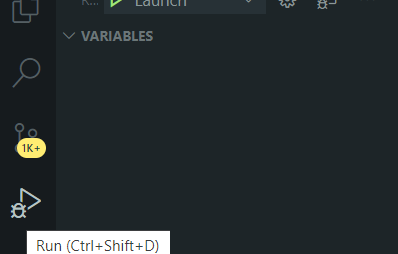 R...
Launch
VARIABLES
1K+
Run (Ctrl+Shift+D)